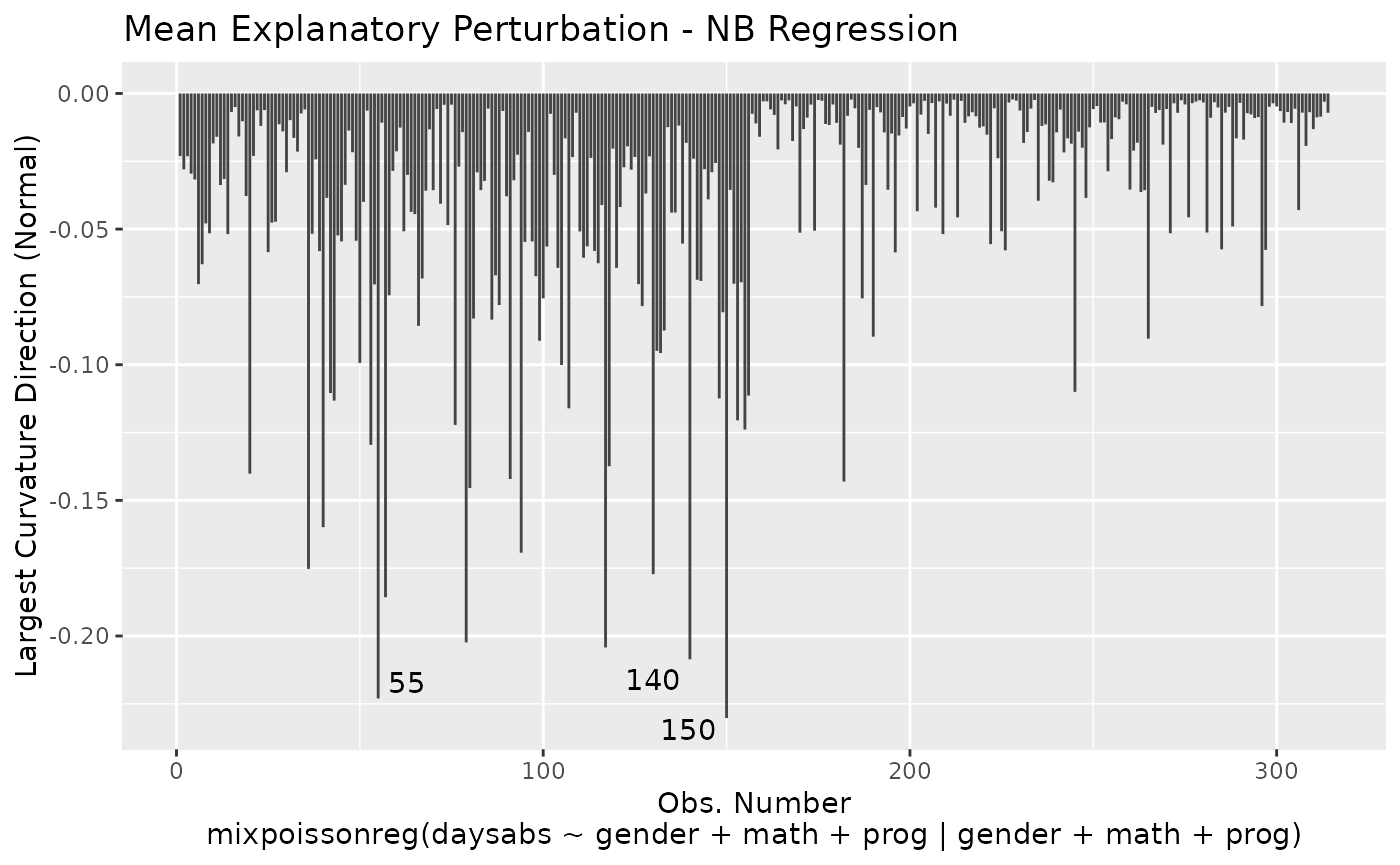 Mean Explanatory Perturbation - NB Regression
Largest Curvature Direction (Normal)
0.00
-0.05
-0.10
-0.15
-0.20
55
140
150
0 100 200 300
Obs. Number
mixpoissonreg(daysabs ~ gender + math + prog | gender + math + prog)